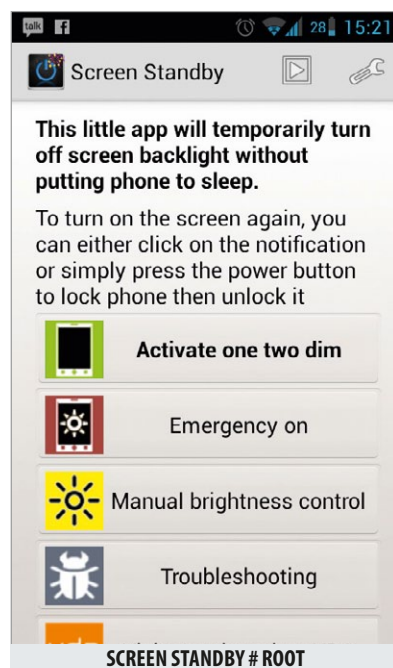 talk f 28 15:21
Screen Standby
This little app will temporarily turn
off screen backlight without
putting phone to sleep.
To turn on the screen again, you
can either click on the notification
or simply press the power button
to lock phone then unlock it
Activate one two dim
Emergency on
Manual brightness control
Troubleshooting
SCREEN STANDBY # ROOT